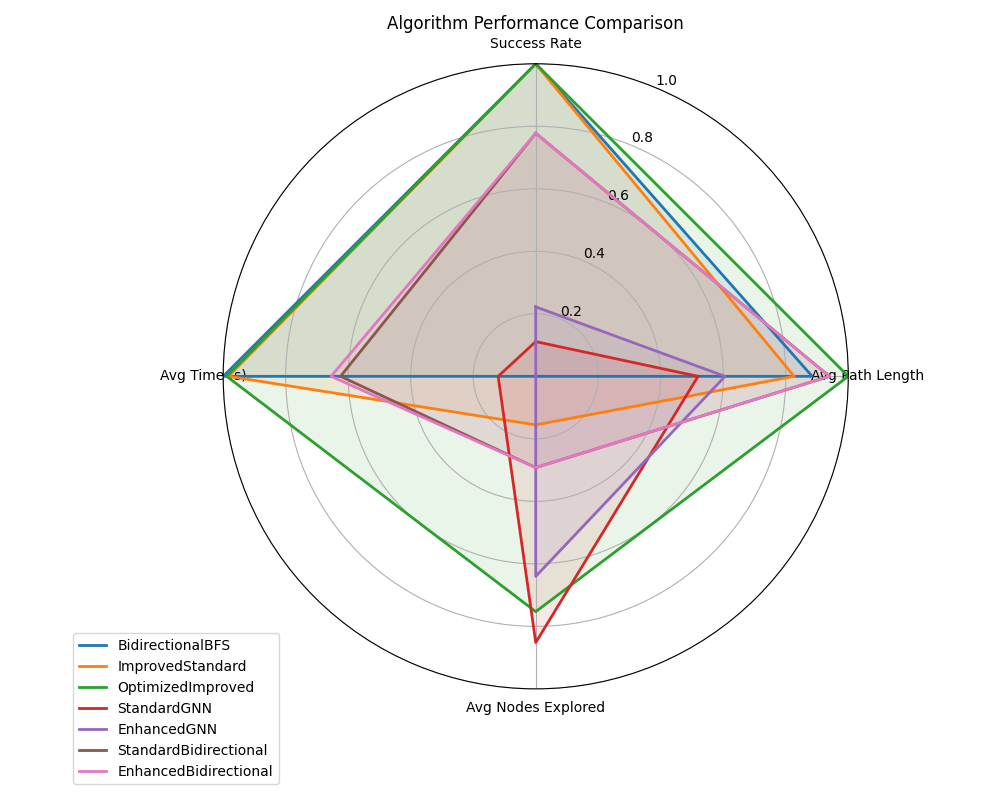 Algorithm Performance Comparison
Success Rate
1.0
0.8
0.6
0.4
0.2
Avg Time (s)
Avg Path Length
Avg Nodes Explored
BidirectionalBFS
ImprovedStandard
OptimizedImproved
StandardGNN
EnhancedGNN
StandardBidirectional
EnhancedBidirectional